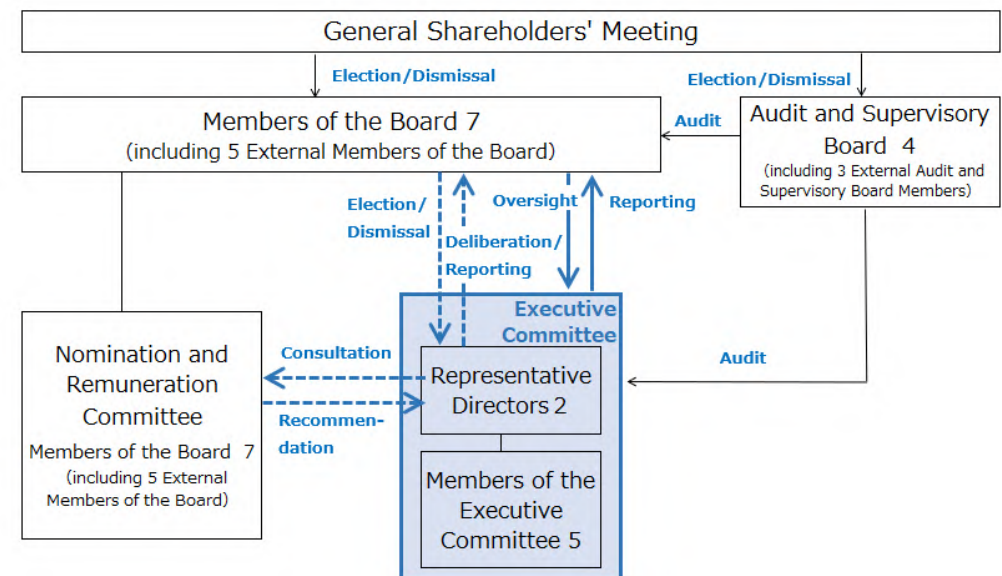 General Shareholders' Meeting
Election/Dismissal
Election/Dismissal
Members of the Board 7
(including 5 External Members of the Board)
Audit
Audit and Supervisory
Board 4
(including 3 External Audit and
Supervisory Board Members)
Election/
Dismissal
Deliberation/
Reporting
Oversight
Reporting
Executive
Committee
Nomination and
Remuneration
Committee
Members of the Board 7
(including 5 External
Members of the Board)
Consultation
Recommen-
dation
Representative
Directors 2
Audit
Members of the
Executive
Committee 5